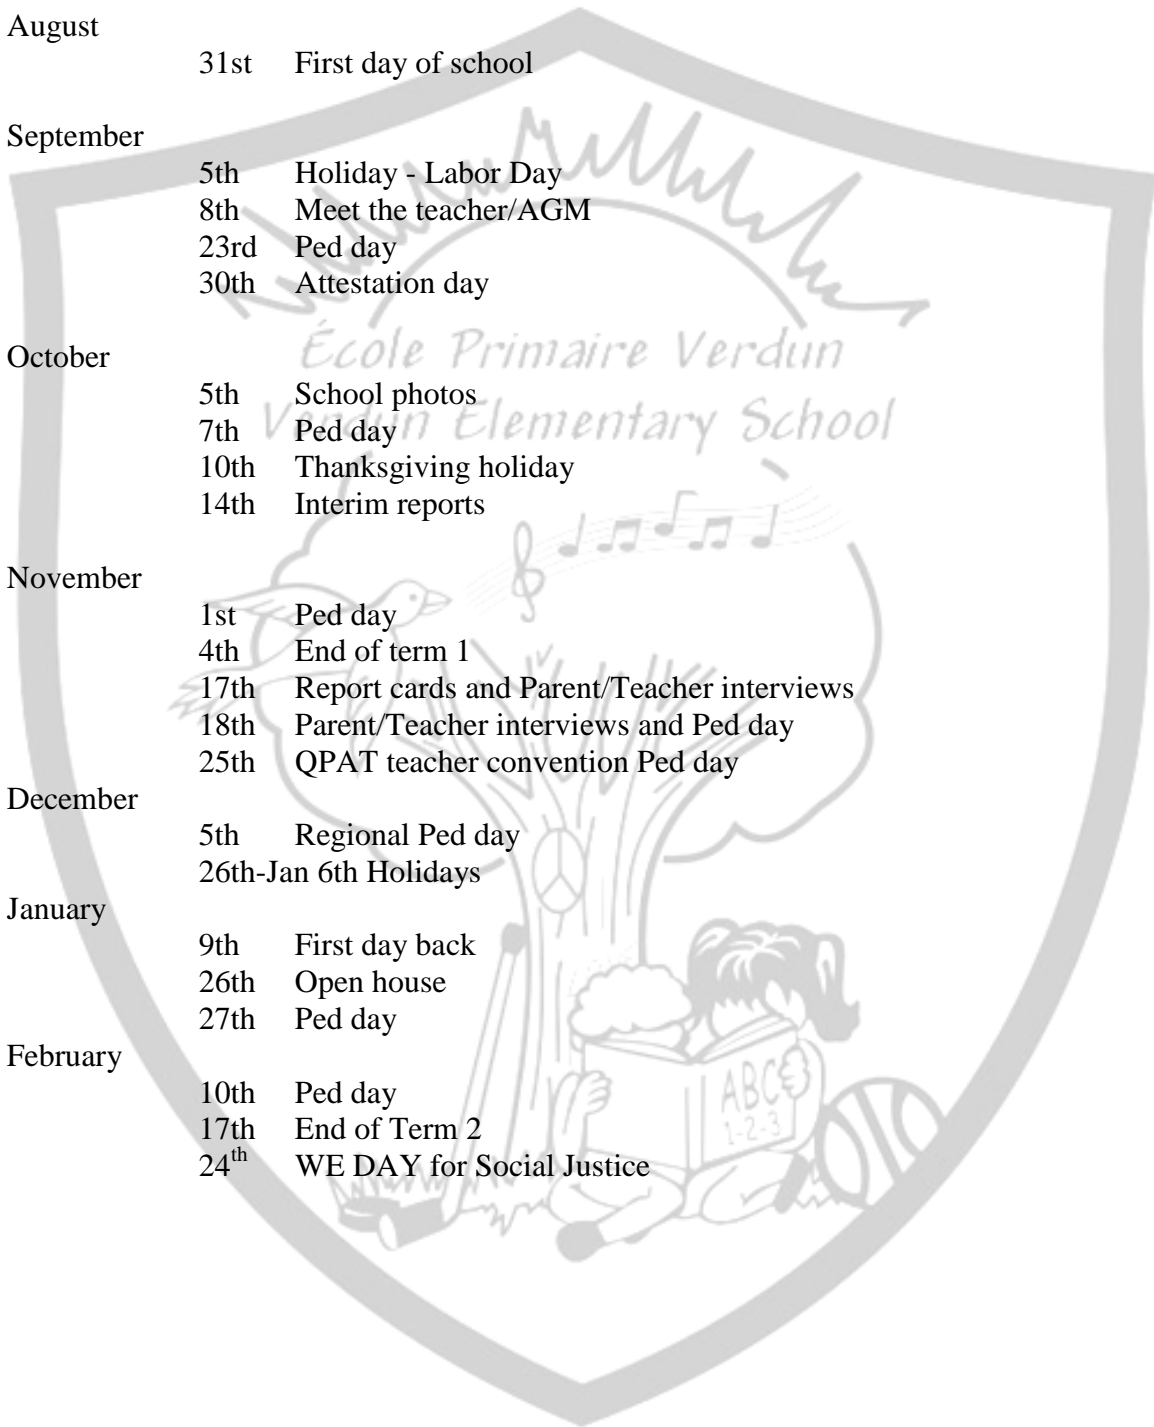 August
31st First day of school
September
5th Holiday - Labor Day
8th Meet the teacher/AGM
23rd Ped day
30th Attestation day
École Primaire Verdun
October
5th School photos
Verdun Elementary School
7th Ped day
10th Thanksgiving holiday
14th Interim reports
November
1st Ped day
4th End of term 1
17th Report cards and Parent/Teacher interviews
18th Parent/Teacher interviews and Ped day
25th QPAT teacher convention Ped day
December
5th Regional Ped day
26th-Jan 6th Holidays
January
9th First day back
26th Open house
27th Ped day
February
10th Ped day
ABC
17th End of Term 2
1-2-3
24th WE DAY for Social Justice